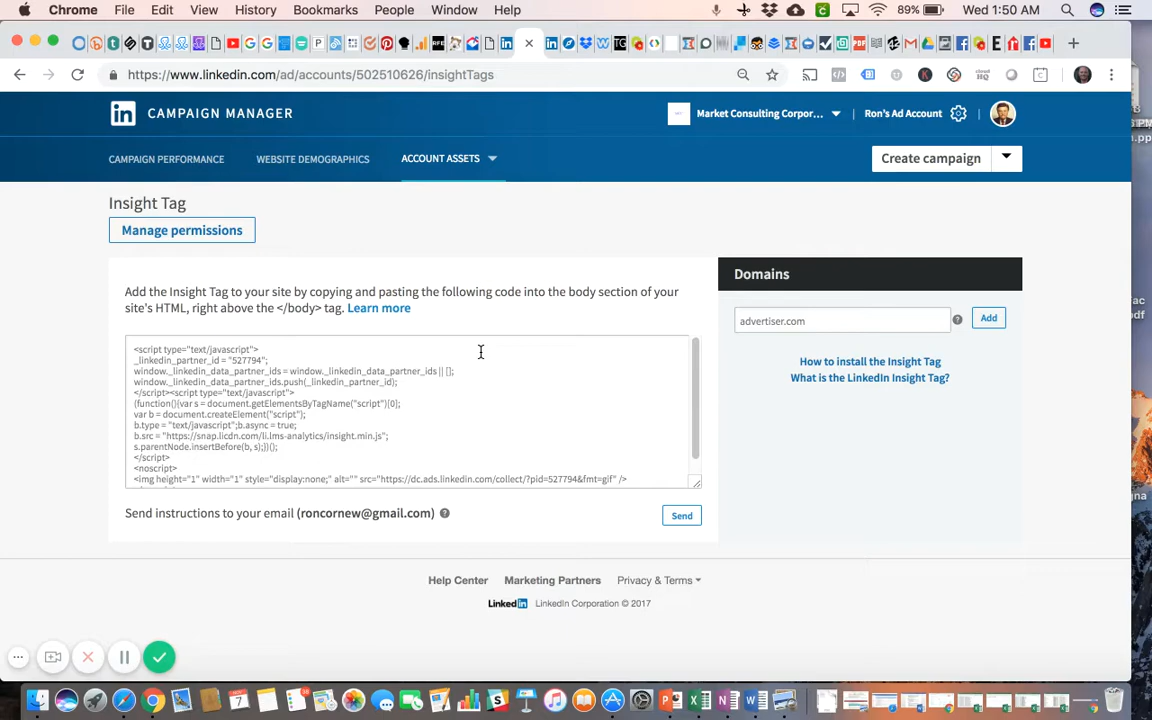 Chrome File Edit View History Bookmarks People Window Help 89% Wed 1:50 AM
https://www.linkedin.com/ad/accounts/502510626/insightTags
in CAMPAIGN MANAGER
Market Consulting Corpor... Ron's Ad Account
CAMPAIGN PERFORMANCE WEBSITE DEMOGRAPHICS ACCOUNT ASSETS Create campaign
Insight Tag
Manage permissions
Add the Insight Tag to your site by copying and pasting the following code into the body section of your
site's HTML, right above the </body> tag. Learn more
<script type="text/javascript">
_linkedin_partner_id = "527794";
window._linkedin_data_partner_ids = window._linkedin_data_partner_ids || [];
window._linkedin_data_partner_ids.push(_linkedin_partner_id);
</script><script type="text/javascript">
(function(){var s = document.getElementsByTagName("script")[0];
var b = document.createElement("script");
b.type = "text/javascript";b.async = true;
b.src = "https://snap.licdn.com/li.lms-analytics/insight.min.js";
s.parentNode.insertBefore(b, s);})();
</script>
<noscript>
<img height="1" width="1" style="display:none;" alt="" src="https://dc.ads.linkedin.com/collect/?pid=527794&fmt=gif" />
Send instructions to your email (roncornew@gmail.com) ?
Send
Domains
advertiser.com ? Add
How to install the Insight Tag
What is the LinkedIn Insight Tag?
Help Center Marketing Partners Privacy & Terms
Linked in LinkedIn Corporation © 2017